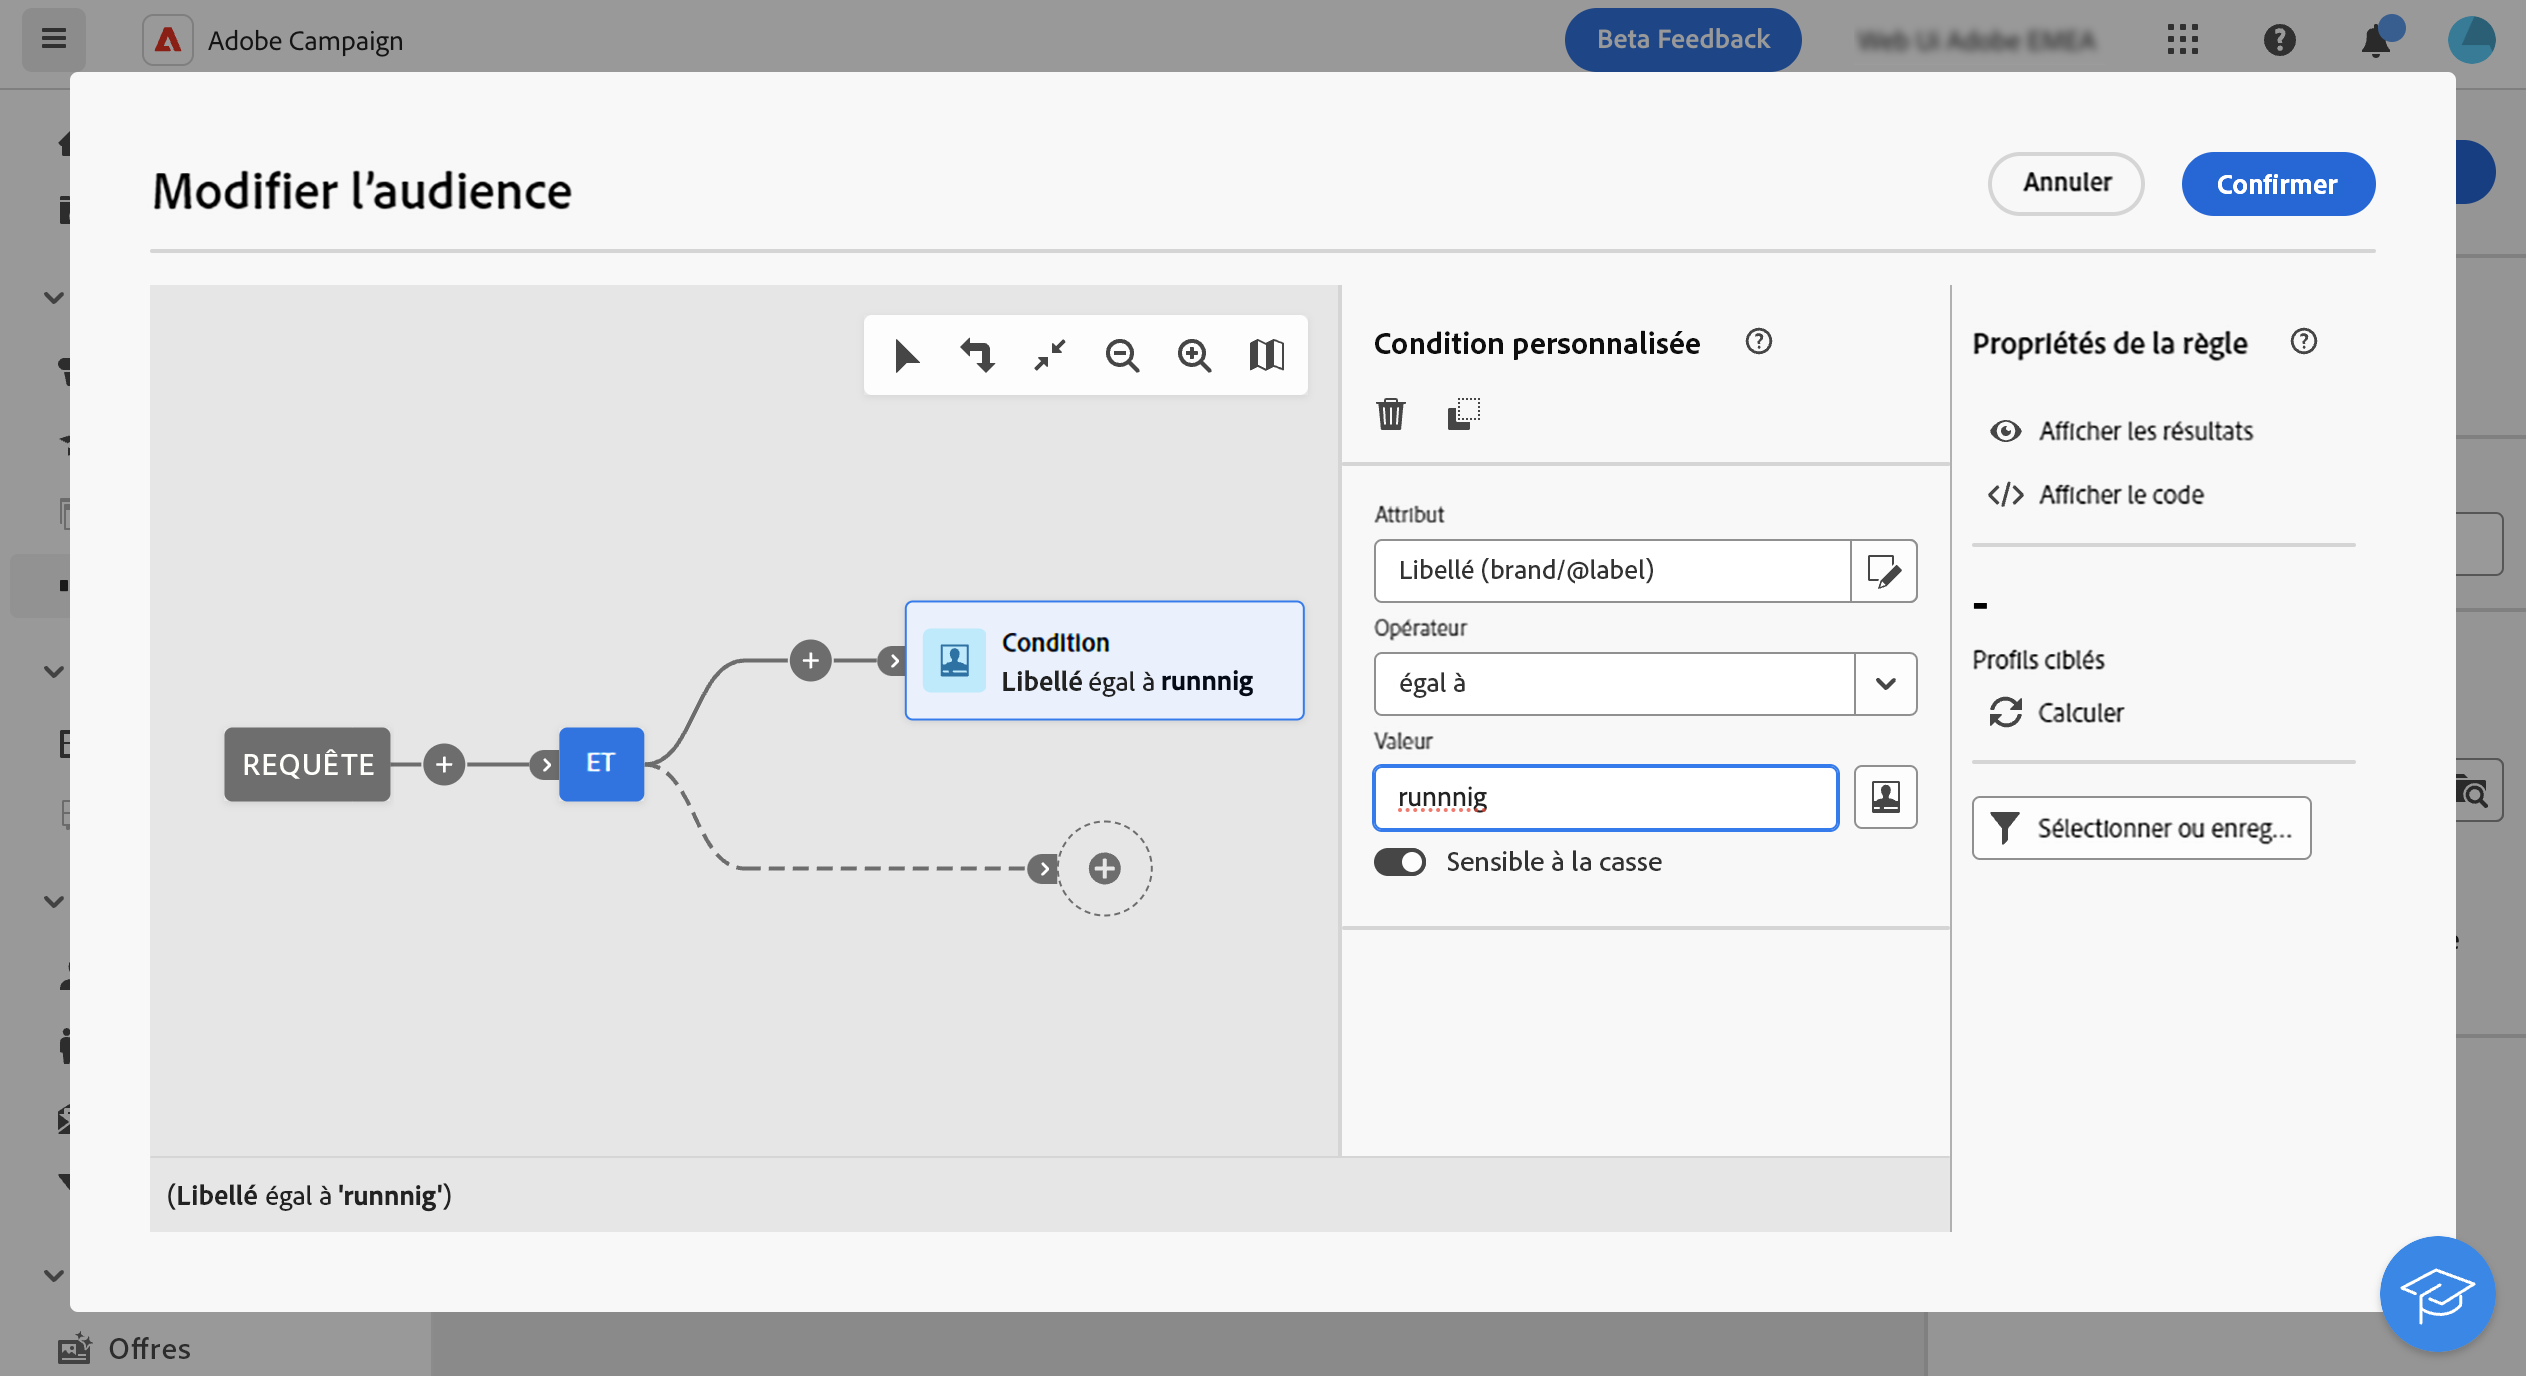 Adobe Campaign
Beta Feedback
Modifier l’audience
Annuler
Confirmer
Condition personnalisée
Propriétés de la règle
Afficher les résultats
Afficher le code
Attribut
Libellé (brand/@label)
Opérateur
égal à
Valeur
runnnig
Sensible à la casse
-
Profils ciblés
Calculer
Sélectionner ou enreg...
Condition
Libellé égal à runnnig
REQUÊTE
ET
(Libellé égal à 'runnnig')
Offres